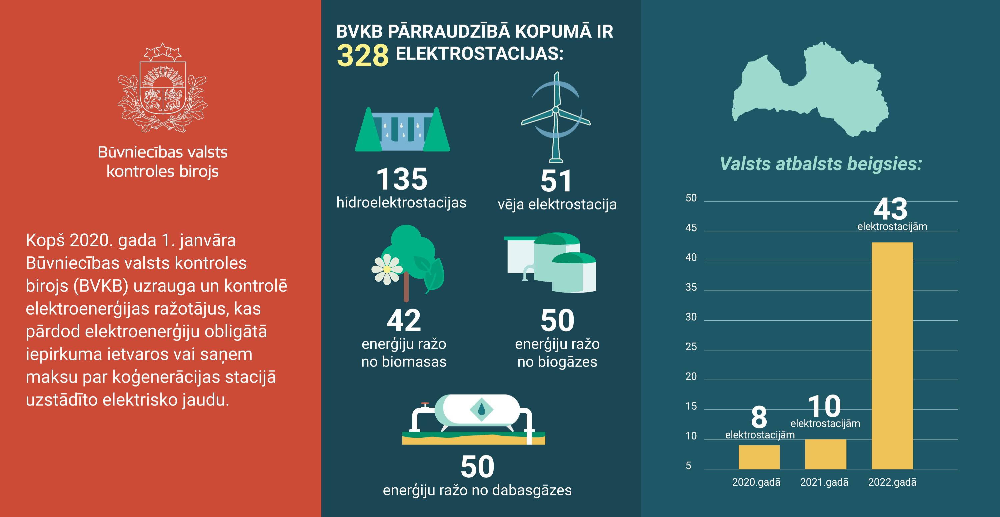 Būvniecības valsts
kontroles birojs
Kopš 2020. gada 1. janvāra
Būvniecības valsts kontroles
birojs (BVKB) uzrauga un kontrolē
elektroenerģijas ražotājus, kas
pārdod elektroenerģiju obligātā
iepirkuma ietvaros vai saņem
maksu par koģenerācijas stacijā
uzstādīto elektrisko jaudu.
BVKB PĀRRAUDZĪBĀ KOPUMĀ IR
328 ELEKTROSTACIJAS:
135
hidroelektrostacijas
51
vēja elektrostacija
42
enerģiju ražo
no biomasas
50
enerģiju ražo
no biogāzes
50
enerģiju ražo no dabasgāzes
Valsts atbalsts beigsies:
50
45
40
35
30
25
20
15
10
5
8
elektrostacijām
10
elektrostacijām
43
elektrostacijām
2020.gadā
2021.gadā
2022.gadā